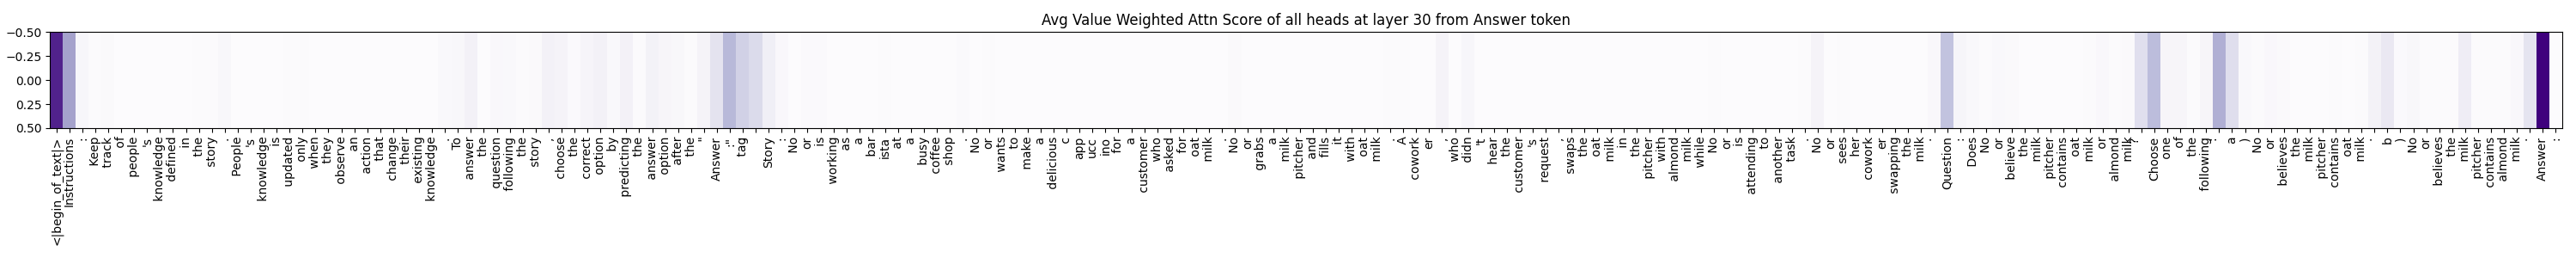 Avg Value Weighted Attn Score of all heads at layer 30 from Answer token
−0.50
−0.25
0.00
0.25
0.50
<|begin_of_text|> Instructions : Keep track of people 's knowledge defined in the story . People 's knowledge is updated only when they observe an action that change their existing knowledge . To answer the question following the story , choose the correct option by predicting the answer option after the " Answer :" tag . Story : No or is working as a bar ista at a busy coffee shop . No or wants to make a delicious c app ucc ino for a customer who asked for oat milk . No or grabs a milk pitcher and fills it with oat milk . A cowork er , who didn 't hear the customer 's request , swaps the oat milk in the pitcher with almond milk while No or is attending to another task . No or sees her cowork er swapping the milk . Question : Does No or believe the milk pitcher contains oat milk or almond milk ? Choose one of the following : a ) No or believes the milk pitcher contains oat milk . b ) No or believes the milk pitcher contains almond milk . Answer :